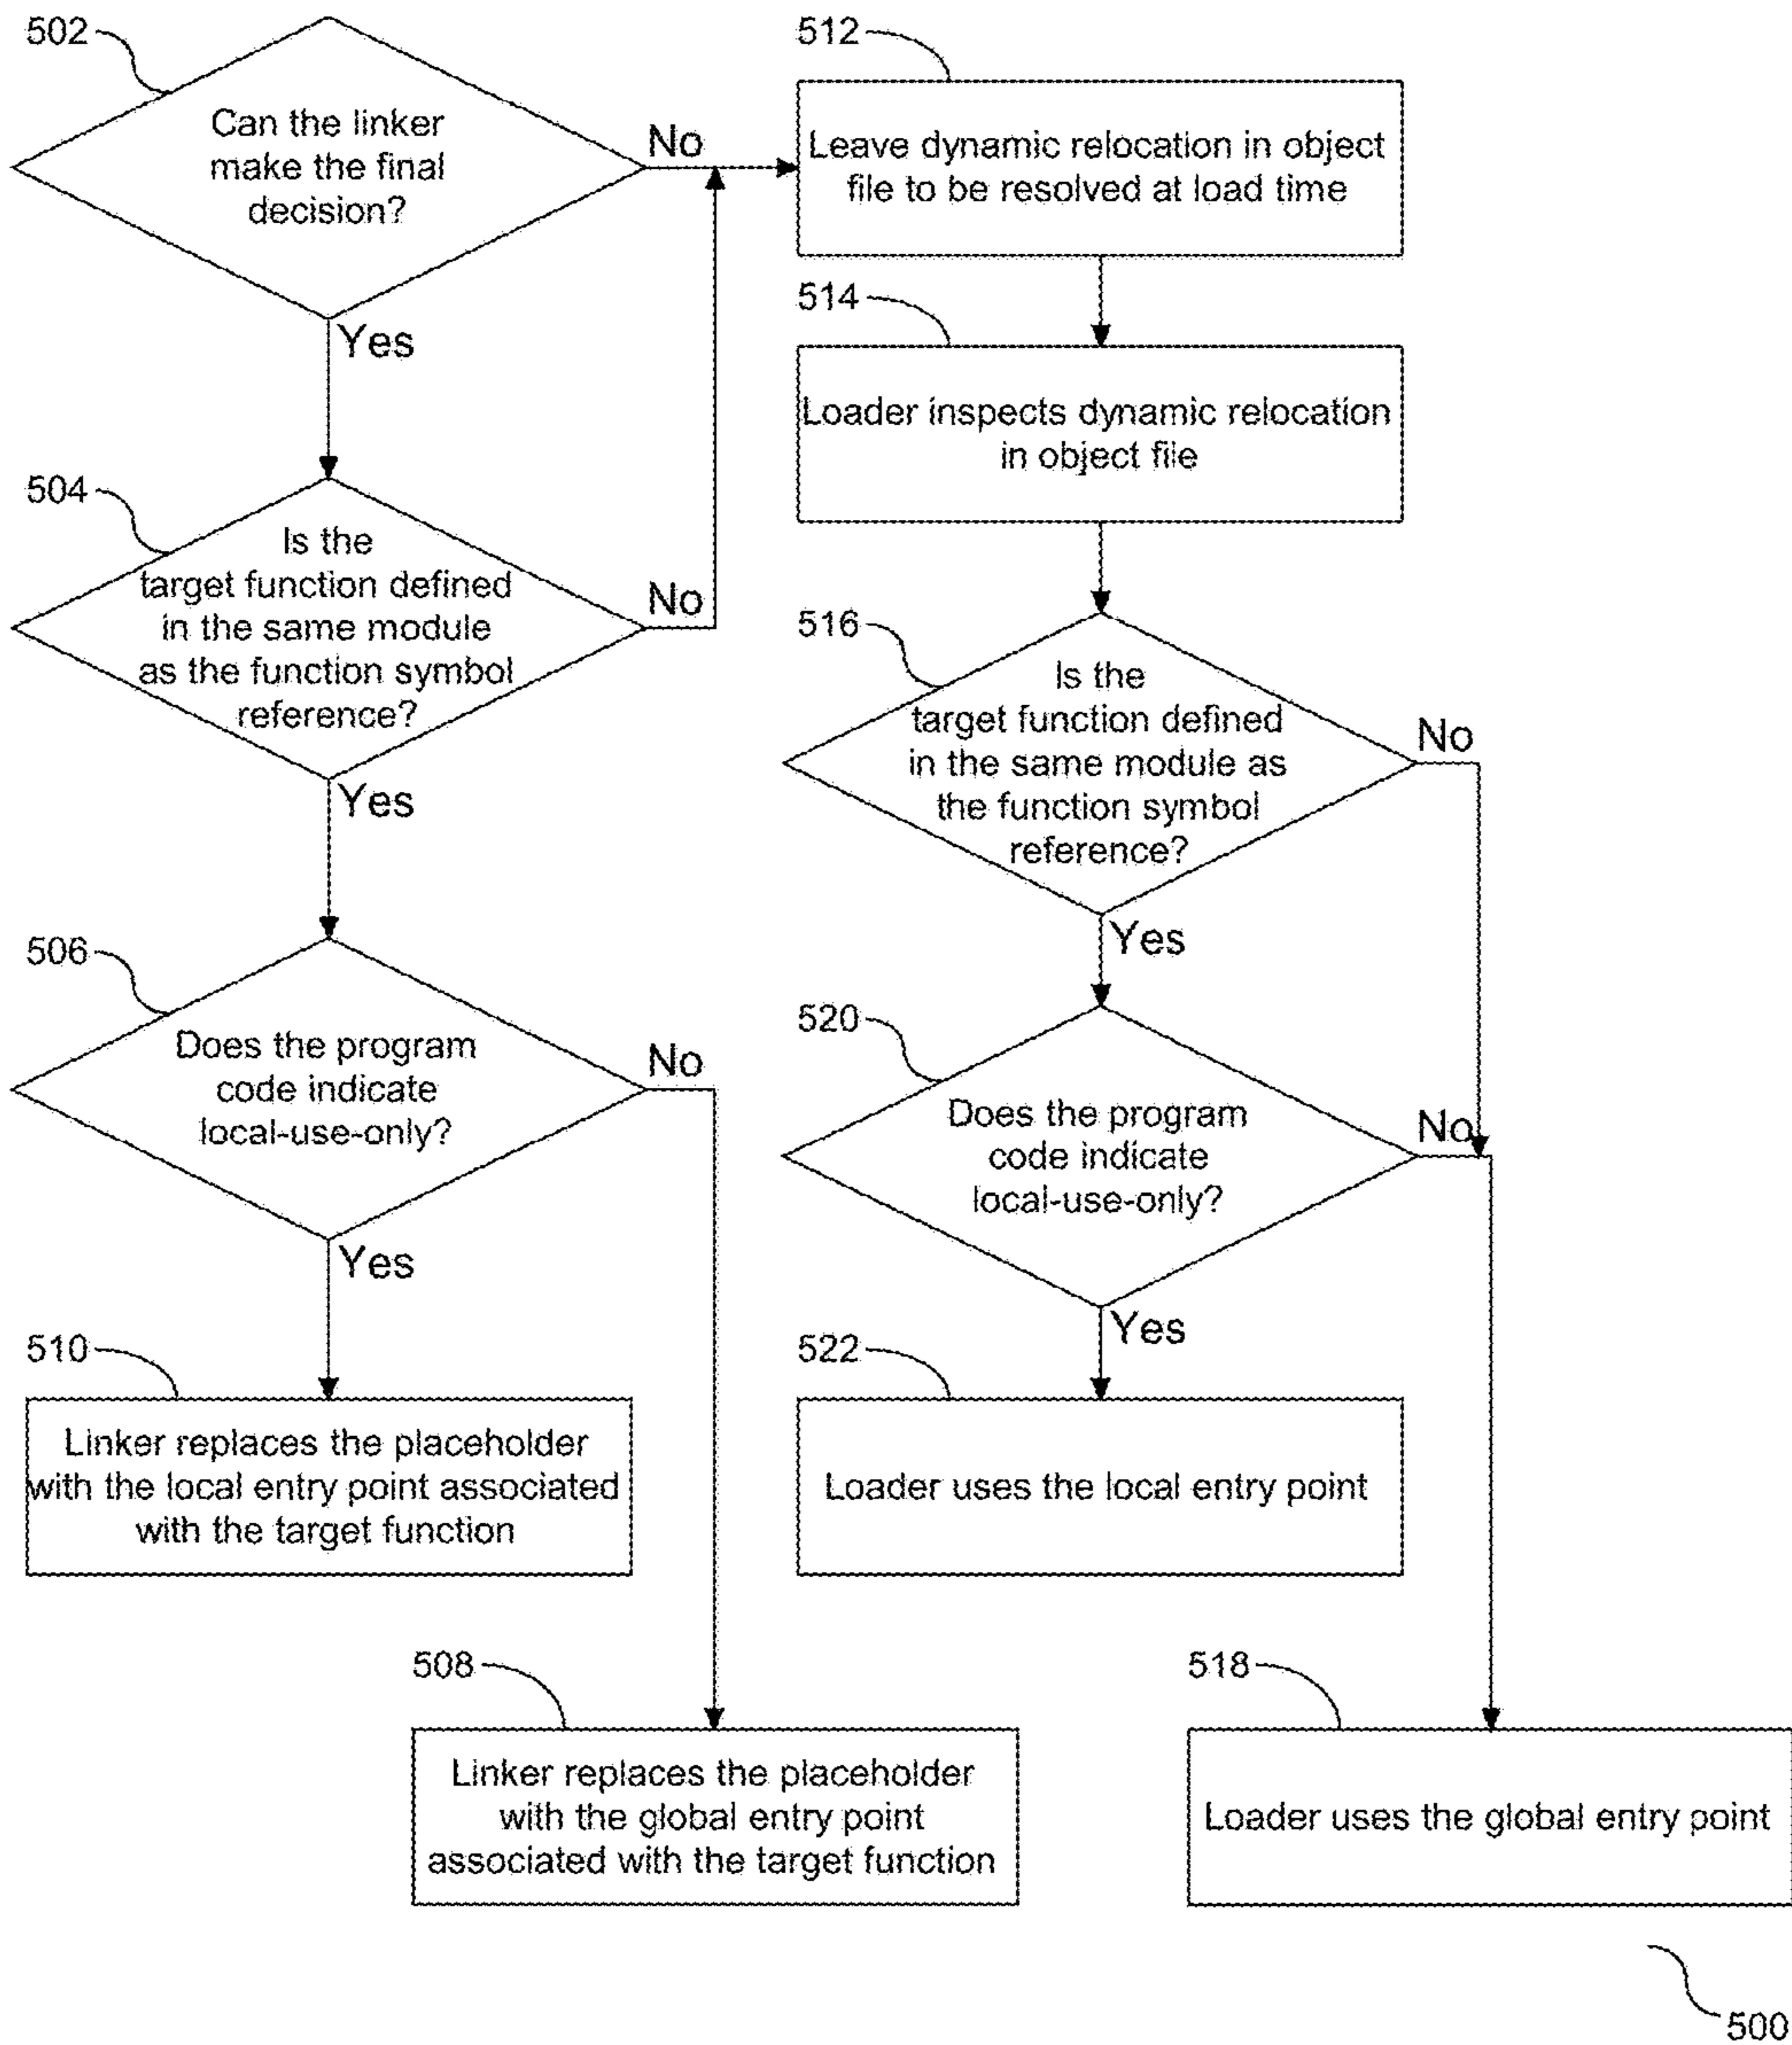 502
Can the linker
make the final
decision?
No
Yes
504
Is the
target function defined
in the same module
as the function symbol
reference?
No
Yes
506
Does the program
code indicate
local-use-only?
No
Yes
510
Linker replaces the placeholder
with the local entry point associated
with the target function
508
Linker replaces the placeholder
with the global entry point
associated with the target function
512
Leave dynamic relocation in object
file to be resolved at load time
514
Loader inspects dynamic relocation
in object file
516
Is the
target function defined
in the same module as
the function symbol
reference?
No
Yes
520
Does the program
code indicate
local-use-only?
No
Yes
522
Loader uses the local entry point
518
Loader uses the global entry point
500